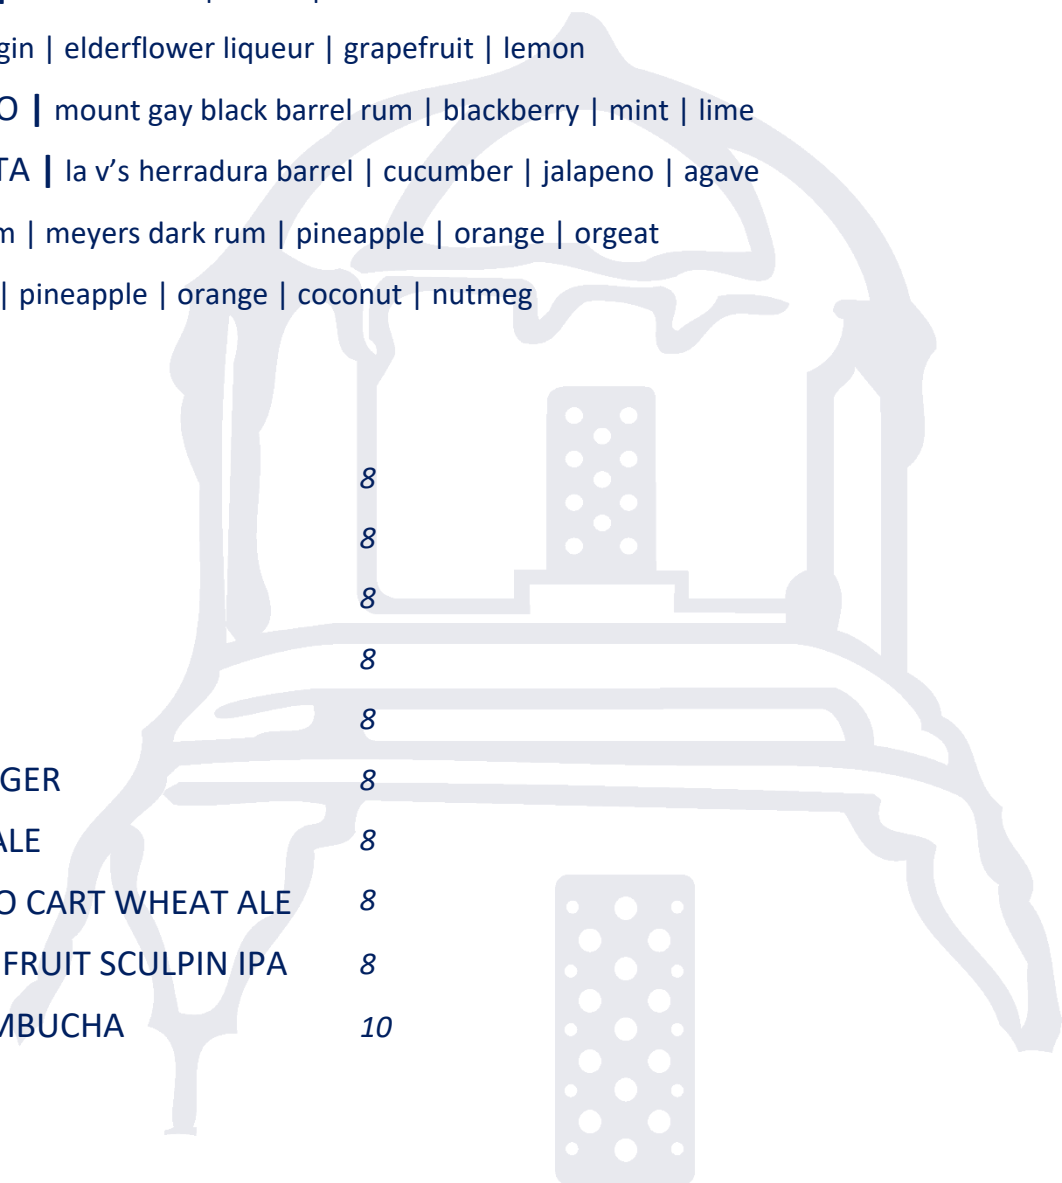 gin | elderflower liqueur | grapefruit | lemon
O | mount gay black barrel rum | blackberry | mint | lime
TA | la v’s herradura barrel | cucumber | jalapeno | agave
m | meyers dark rum | pineapple | orange | orgeat
| pineapple | orange | coconut | nutmeg
8
8
8
8
8
GER 8
ALE 8
O CART WHEAT ALE 8
FRUIT SCULPIN IPA 8
MBUCHA 10